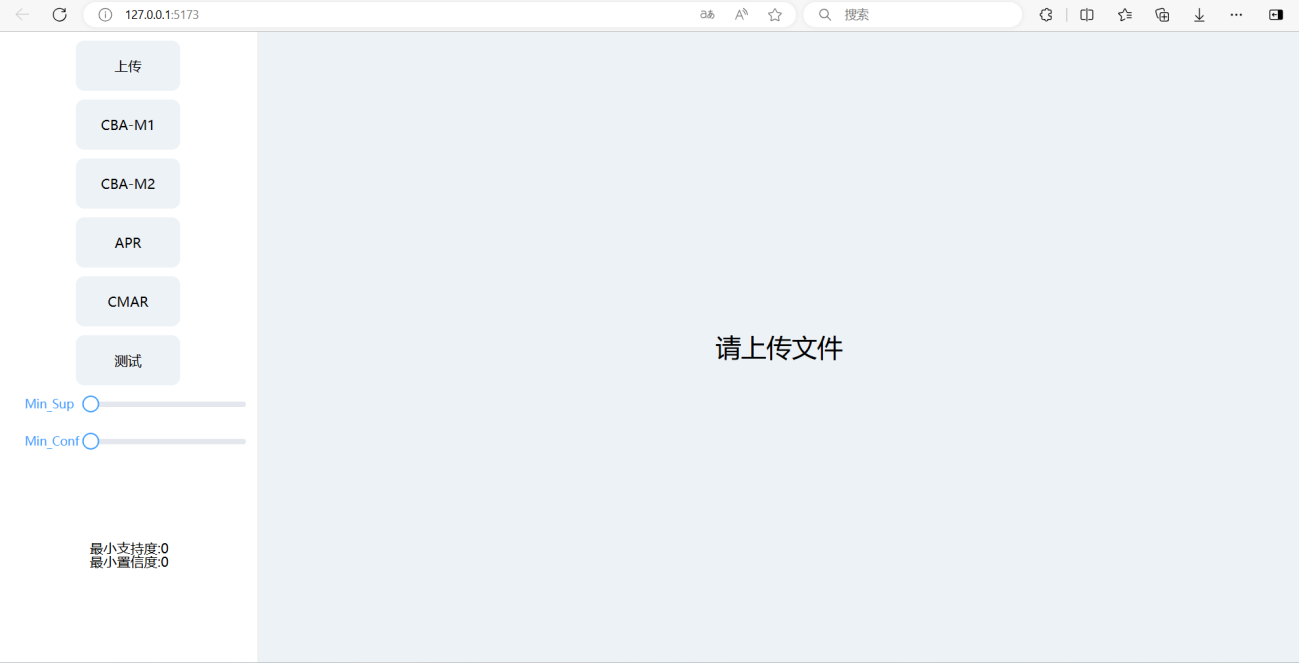 127.0.0.1:5173
搜索
上传
CBA-M1
CBA-M2
APR
CMAR
测试
Min_Sup
Min_Conf
最小支持度:0
最小置信度:0
请上传文件